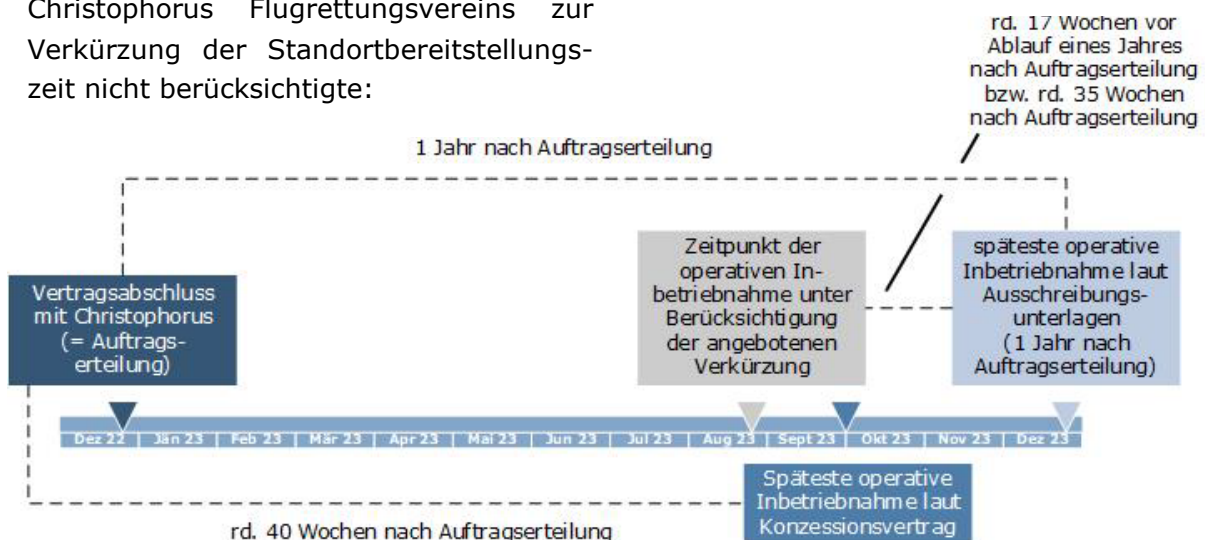 Christophorus Flugrettungsvereins zur
Verkürzung der Standortbereitstellungs-
zeit nicht berücksichtigte:
rd. 17 Wochen vor
Ablauf eines Jahres
nach Auftragserteilung
bzw. rd. 35 Wochen
nach Auftragserteilung
1 Jahr nach Auftragserteilung
Vertragsabschluss
mit Christophorus
(= Auftrags-
erteilung)
Zeitpunkt der
operativen In-
betriebnahme unter
Berücksichtigung
der angebotenen
Verkürzung
späteste operative
Inbetriebnahme laut
Ausschreibungs-
unterlagen
(1 Jahr nach
Auftragserteilung)
Dez 22 | Jän 23 | Feb 23 | Mär 23 | Apr 23 | Mai 23 | Jun 23 | Jul 23 | Aug 23 | Sept 23 | Okt 23 | Nov 23 | Dez 23
Späteste operative
Inbetriebnahme laut
Konzessionsvertrag
rd. 40 Wochen nach Auftragserteilung